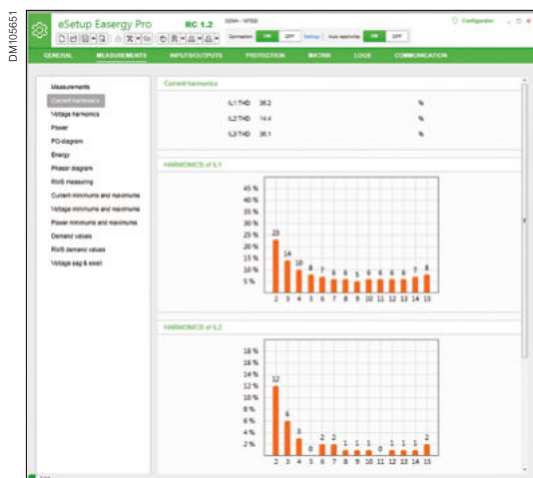 DM105651
eSetup Easergy Pro
RC 1.2
Configurator
Connection ON OFF Settings Auto read/write ON OFF
GENERAL MEASUREMENTS INPUTS/OUTPUTS PROTECTION MATRIX LOGS COMMUNICATION
Measurements
Current harmonics
Voltage harmonics
Power
PQ-diagram
Energy
Phasor diagram
RMS measuring
Current minimums and maximums
Voltage minimums and maximums
Power minimums and maximums
Demand values
RMS demand values
Voltage sag & swell
Current harmonics
IL1 THD 36.2 %
IL2 THD 14.4 %
IL3 THD 36.1 %
HARMONICS of IL1
45 %
40 %
35 %
30 %
25 %
20 %
15 %
10 %
5 %
23 14 10 8 7 6 6 5 6 6 6 6 7 8
2 3 4 5 6 7 8 9 10 11 12 13 14 15
HARMONICS of IL2
18 %
16 %
14 %
12 %
10 %
8 %
6 %
4 %
2 %
12 6 3 0 2 2 1 1 1 0 1 1 1 2
2 3 4 5 6 7 8 9 10 11 12 13 14 15